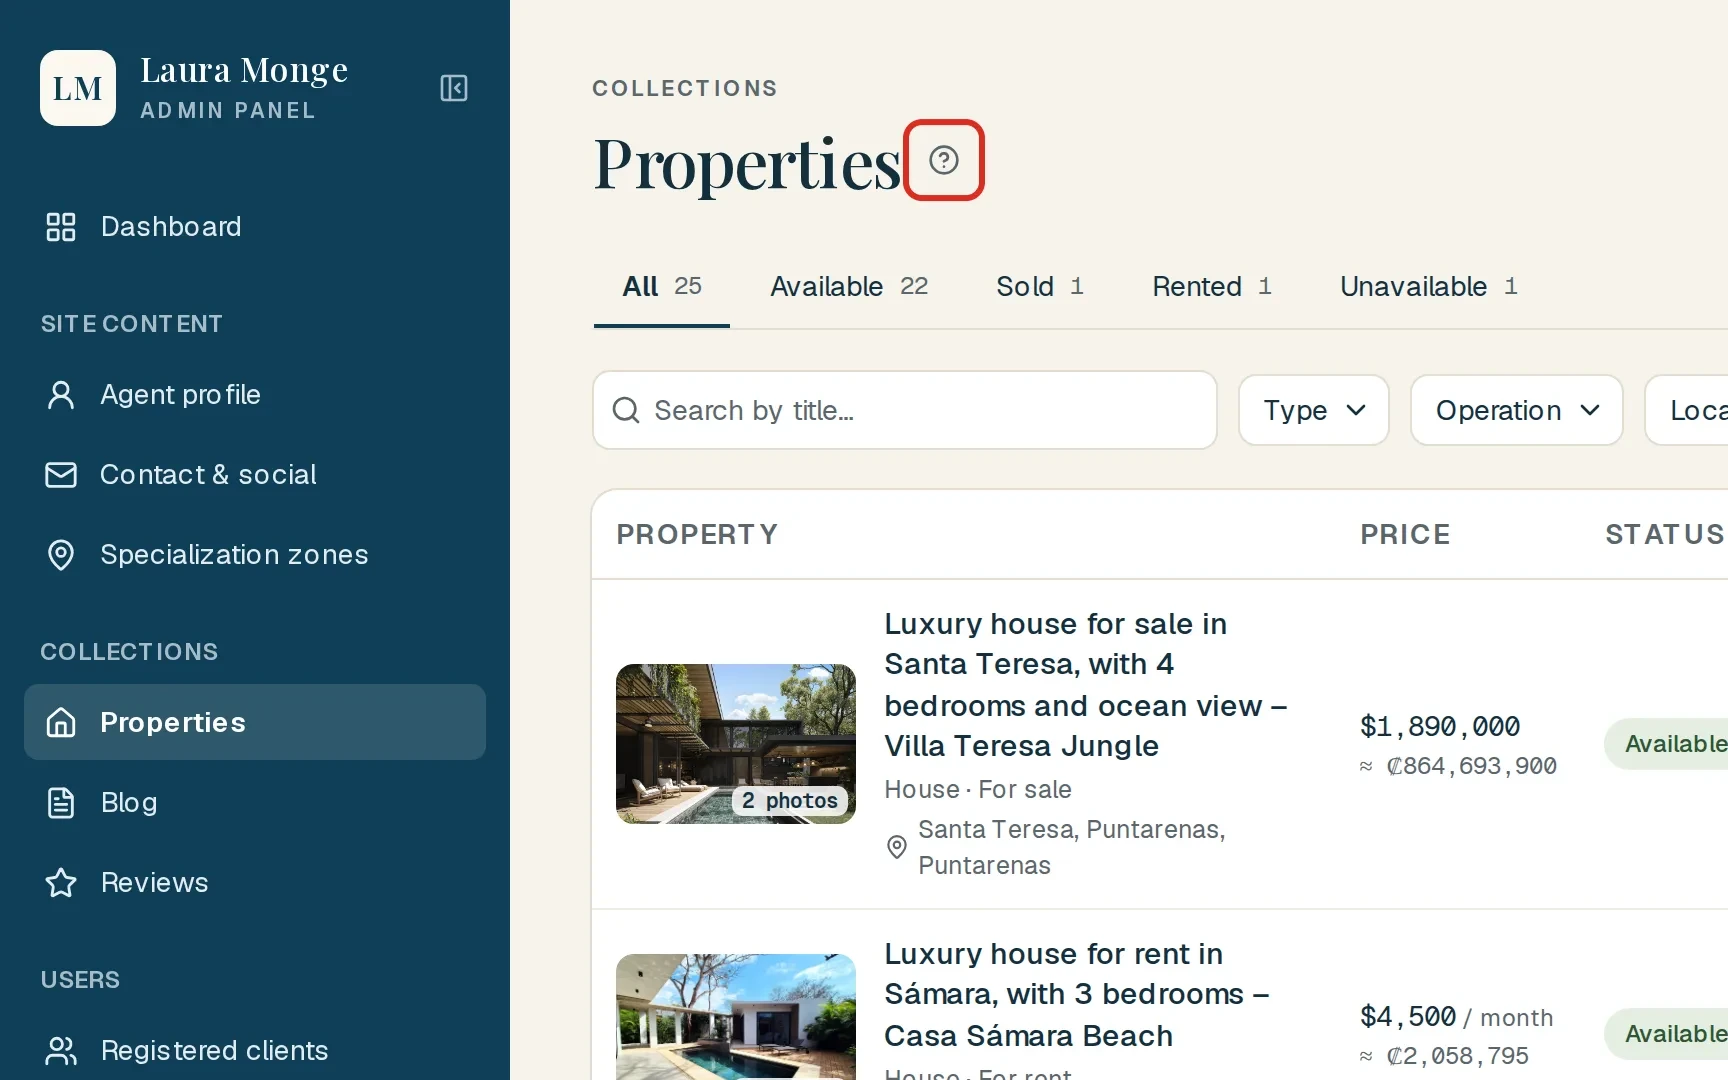 LM
Laura Monge
ADMIN PANEL
Dashboard
SITE CONTENT
Agent profile
Contact & social
Specialization zones
COLLECTIONS
Properties
Blog
Reviews
USERS
Registered clients
COLLECTIONS
Properties
All 25 Available 22 Sold 1 Rented 1 Unavailable 1
Search by title... Type Operation
PROPERTY PRICE STATUS
Luxury house for sale in
Santa Teresa, with 4
bedrooms and ocean view –
Villa Teresa Jungle
House · For sale
Santa Teresa, Puntarenas,
Puntarenas
2 photos
$1,890,000
≈ ₡864,693,900
Available
Luxury house for rent in
Sámara, with 3 bedrooms –
Casa Sámara Beach
House · For rent
$4,500 / month
≈ ₡2,058,795
Available